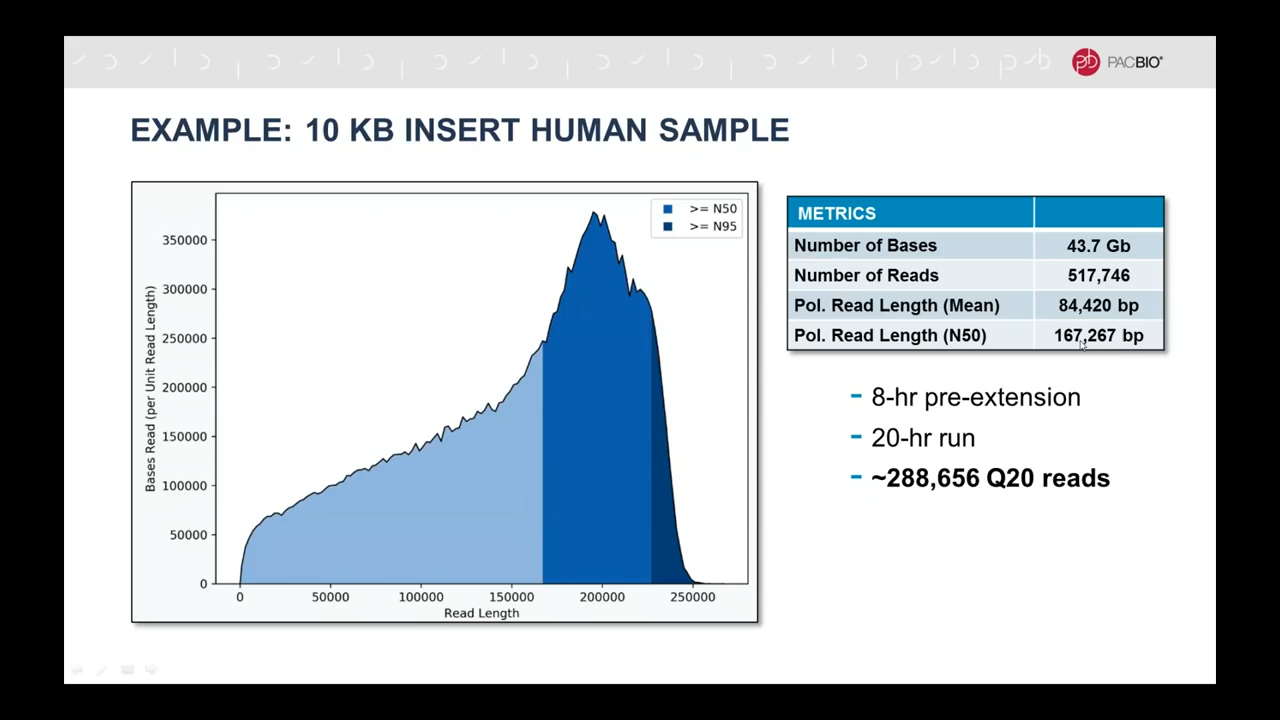 PACBIO®
EXAMPLE: 10 KB INSERT HUMAN SAMPLE
>= N50
>= N95
350000
300000
250000
200000
150000
100000
50000
0
Bases Read (per Unit Read Length)
0 50000 100000 150000 200000 250000
Read Length
METRICS
Number of Bases 43.7 Gb
Number of Reads 517,746
Pol. Read Length (Mean) 84,420 bp
Pol. Read Length (N50) 167,267 bp
- 8-hr pre-extension
- 20-hr run
- ~288,656 Q20 reads